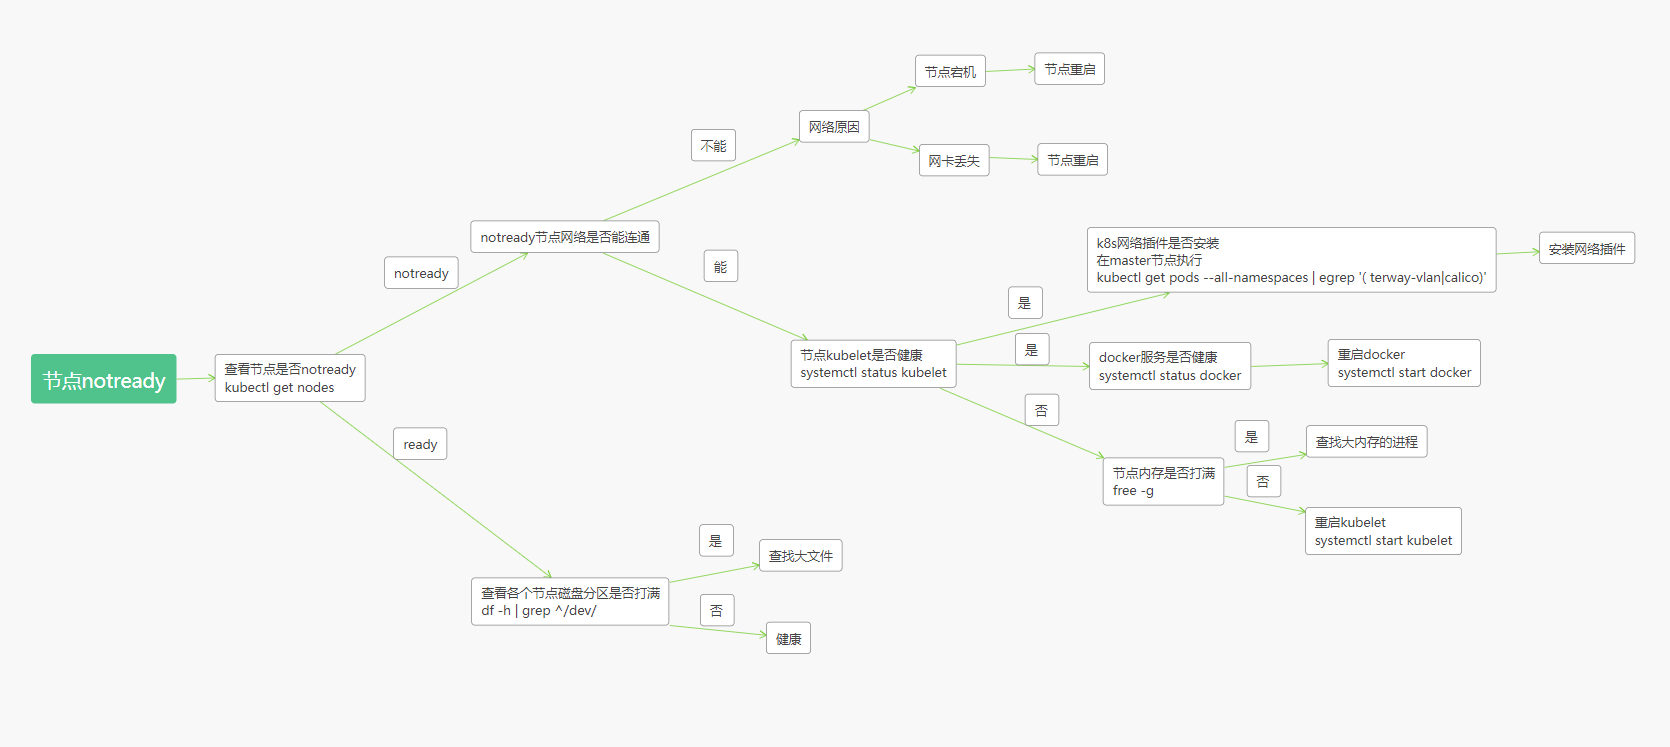 节点宕机
节点重启
网络原因
不能
网卡丢失
节点重启
notready节点网络是否能连通
notready
能
k8s网络插件是否安装
在master节点执行
kubectl get pods --all-namespaces | egrep '( terway-vlan|calico)'
安装网络插件
是
是
节点kubelet是否健康
systemctl status kubelet
docker服务是否健康
systemctl status docker
重启docker
systemctl start docker
节点notready
查看节点是否notready
kubectl get nodes
否
是
查找大内存的进程
ready
节点内存是否打满
free -g
否
重启kubelet
systemctl start kubelet
是
查找大文件
查看各个节点磁盘分区是否打满
df -h | grep ^/dev/
否
健康